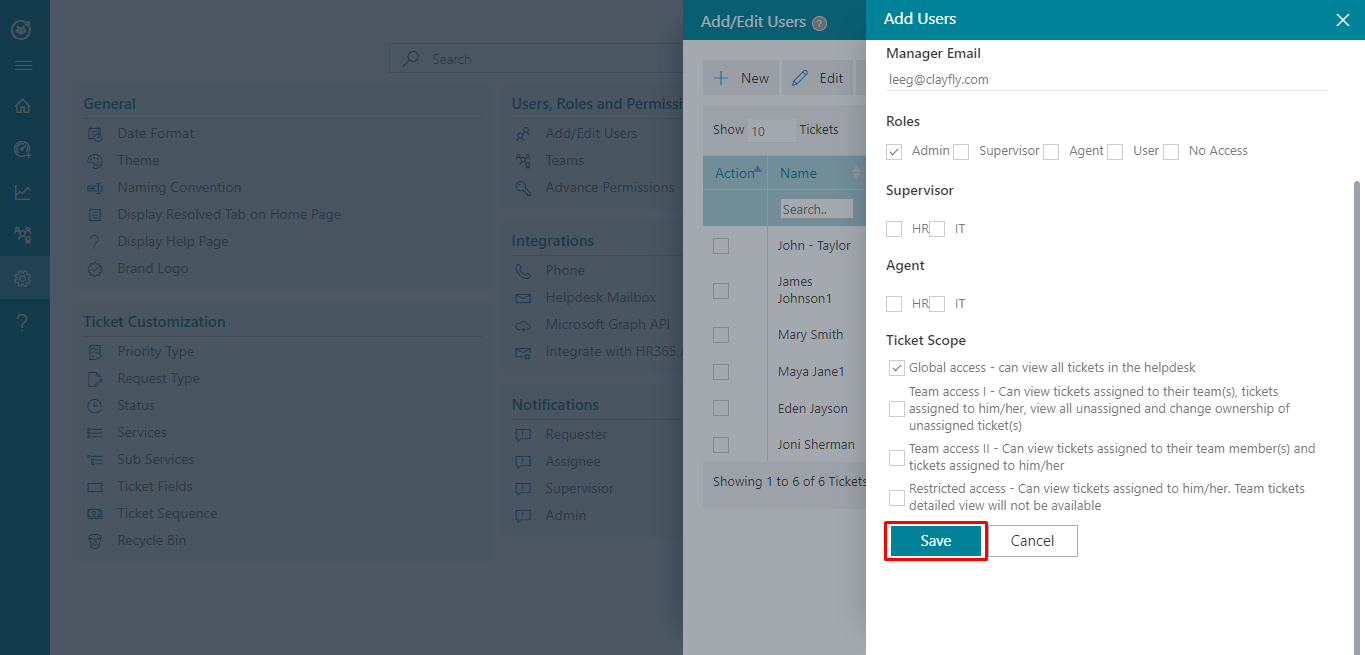 Search
General
Date Format
Theme
Naming Convention
Display Resolved Tab on Home Page
Display Help Page
Brand Logo
Ticket Customization
Priority Type
Request Type
Status
Services
Sub Services
Ticket Fields
Ticket Sequence
Recycle Bin
Users, Roles and Permissi
Add/Edit Users
Teams
Advance Permissions
Integrations
Phone
Helpdesk Mailbox
Microsoft Graph API
Integrate with HR365
Notifications
Requester
Assignee
Supervisior
Admin
Add/Edit Users ?
New Edit
Show 10 Tickets
Action Name
Search..
John - Taylor
James
Johnson1
Mary Smith
Maya Jane1
Eden Jayson
Joni Sherman
Showing 1 to 6 of 6 Tickets
Add Users
Manager Email
leeg@clayfly.com
Roles
Admin Supervisor Agent User No Access
Supervisor
HR IT
Agent
HR IT
Ticket Scope
Global access - can view all tickets in the helpdesk
Team access I - Can view tickets assigned to their team(s), tickets
assigned to him/her, view all unassigned and change ownership of
unassigned ticket(s)
Team access II - Can view tickets assigned to their team member(s) and
tickets assigned to him/her
Restricted access - Can view tickets assigned to him/her. Team tickets
detailed view will not be available
Save Cancel